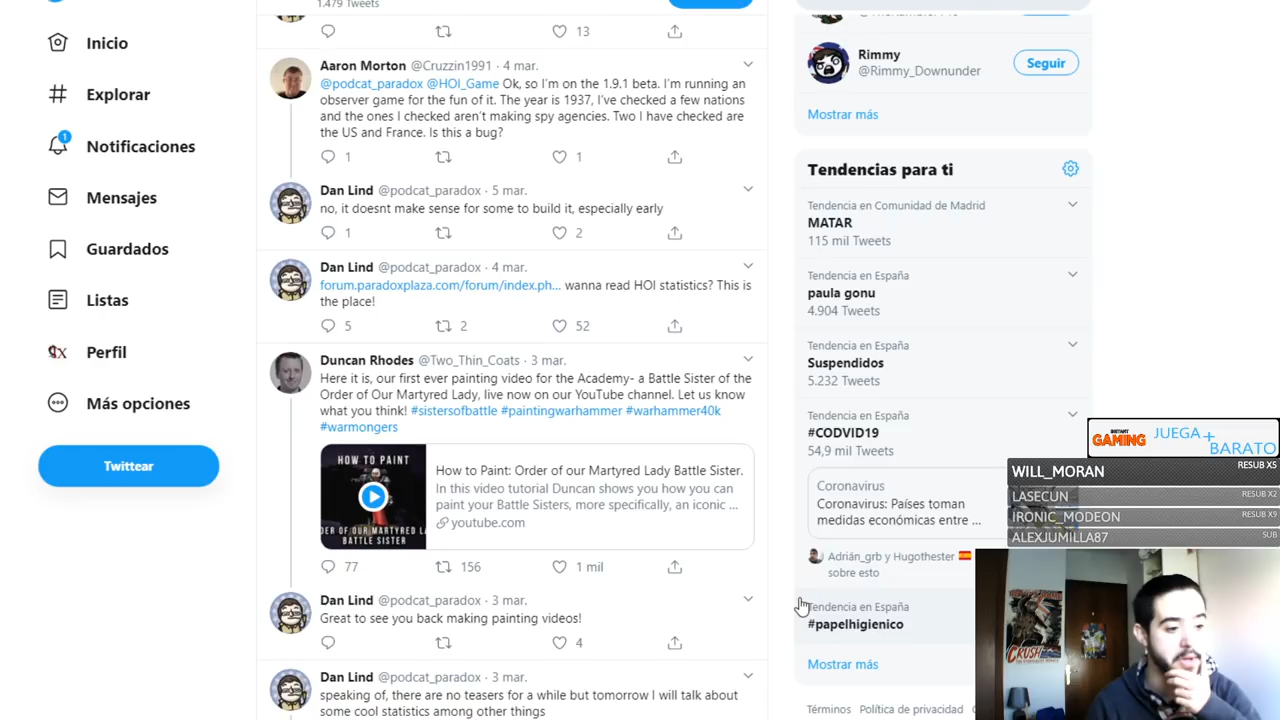 1.479 Tweets
Inicio
Explorar
1
Notificaciones
Mensajes
Guardados
Listas
Perfil
Más opciones
Twittear
13
Aaron Morton @Cruzzin1991 · 4 mar.
@podcat_paradox @HOI_Game Ok, so I'm on the 1.9.1 beta. I'm running an
observer game for the fun of it. The year is 1937, I've checked a few nations
and the ones I checked aren't making spy agencies. Two I have checked are
the US and France. Is this a bug?
1 1
Dan Lind @podcat_paradox · 5 mar.
no, it doesnt make sense for some to build it, especially early
1 2
Dan Lind @podcat_paradox · 4 mar.
forum.paradoxplaza.com/forum/index.ph... wanna read HOI statistics? This is
the place!
5 2 52
Duncan Rhodes @Two_Thin_Coats · 3 mar.
Here it is, our first ever painting video for the Academy- a Battle Sister of the
Order of Our Martyred Lady, live now on our YouTube channel. Let us know
what you think! #sistersofbattle #paintingwarhammer #warhammer40k
#warmongers
HOW TO PAINT
DER OF OUR MARTYRED L
BATTLE SISTER
How to Paint: Order of our Martyred Lady Battle Sister.
In this video tutorial Duncan shows you how you can
paint your Battle Sisters, more specifically, an iconic ...
youtube.com
77 156 1 mil
Dan Lind @podcat_paradox · 3 mar.
Great to see you back making painting videos!
4
Dan Lind @podcat_paradox · 3 mar.
speaking of, there are no teasers for a while but tomorrow I will talk about
some cool statistics among other things
Rimmy
@Rimmy_Downunder
Seguir
Mostrar más
Tendencias para ti
Tendencia en Comunidad de Madrid
MATAR
115 mil Tweets
Tendencia en España
paula gonu
4.904 Tweets
Tendencia en España
Suspendidos
5.232 Tweets
Tendencia en España
#CODVID19
54,9 mil Tweets
Coronavirus
Coronavirus: Países toman
medidas económicas entre ...
Adrián_grb y Hugothester
sobre esto
Tendencia en España
#papelhigienico
Mostrar más
Términos Política de privacidad
INSTANT
GAMING
JUEGA +
BARATO
WILL_MORAN RESUB X5
LASECUN RESUB X2
IRONIC_MODEON RESUB X9
ALEXJUMILLA87 SUB
CRUSH